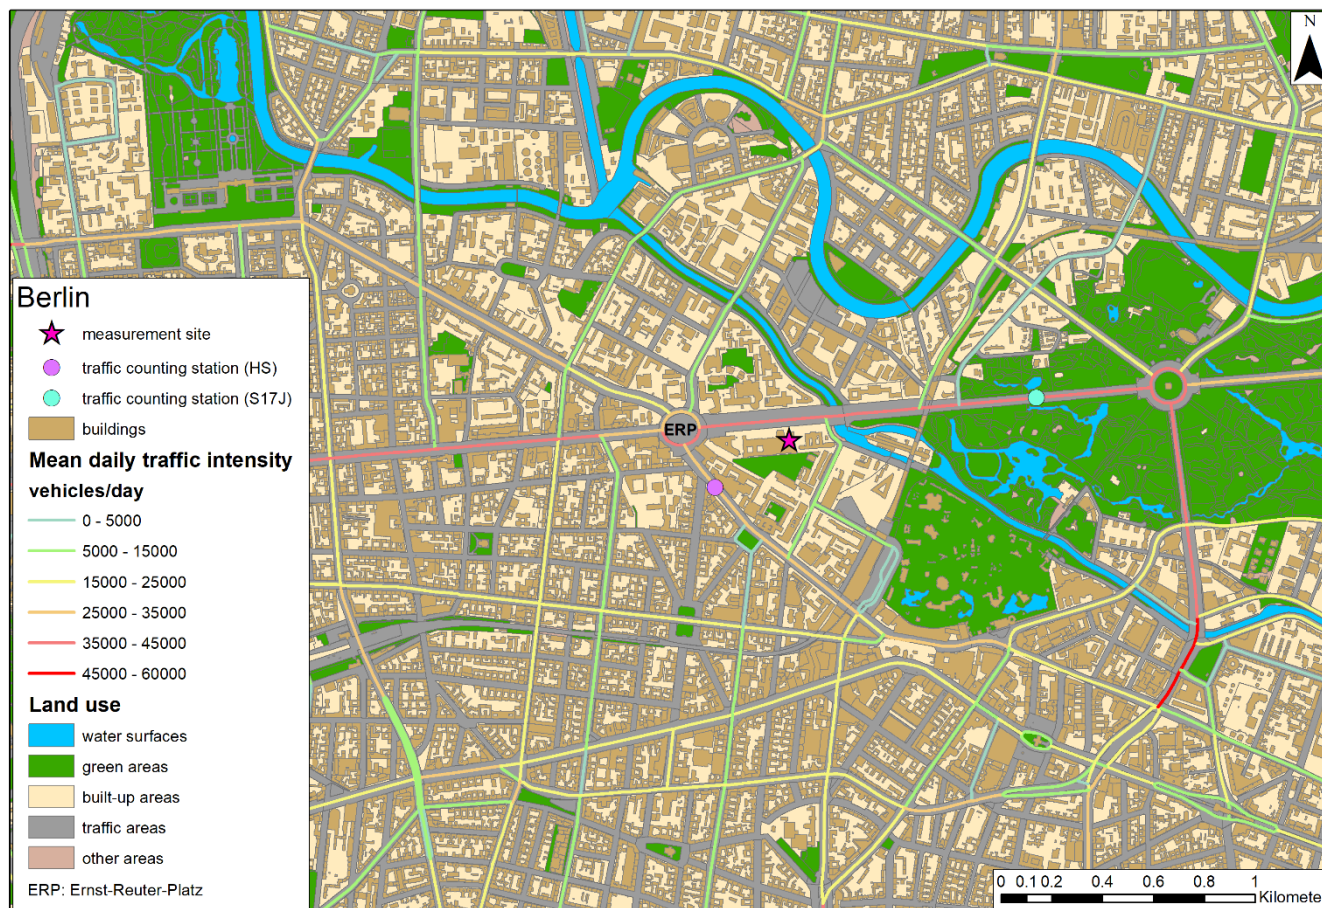 N
ERP
Berlin
measurement site
traffic counting station (HS)
traffic counting station (S17J)
buildings
Mean daily traffic intensity
vehicles/day
0 - 5000
5000 - 15000
15000 - 25000
25000 - 35000
35000 - 45000
45000 - 60000
Land use
water surfaces
green areas
built-up areas
traffic areas
other areas
ERP: Ernst-Reuter-Platz
0 0.1 0.2 0.4 0.6 0.8 1
Kilomete